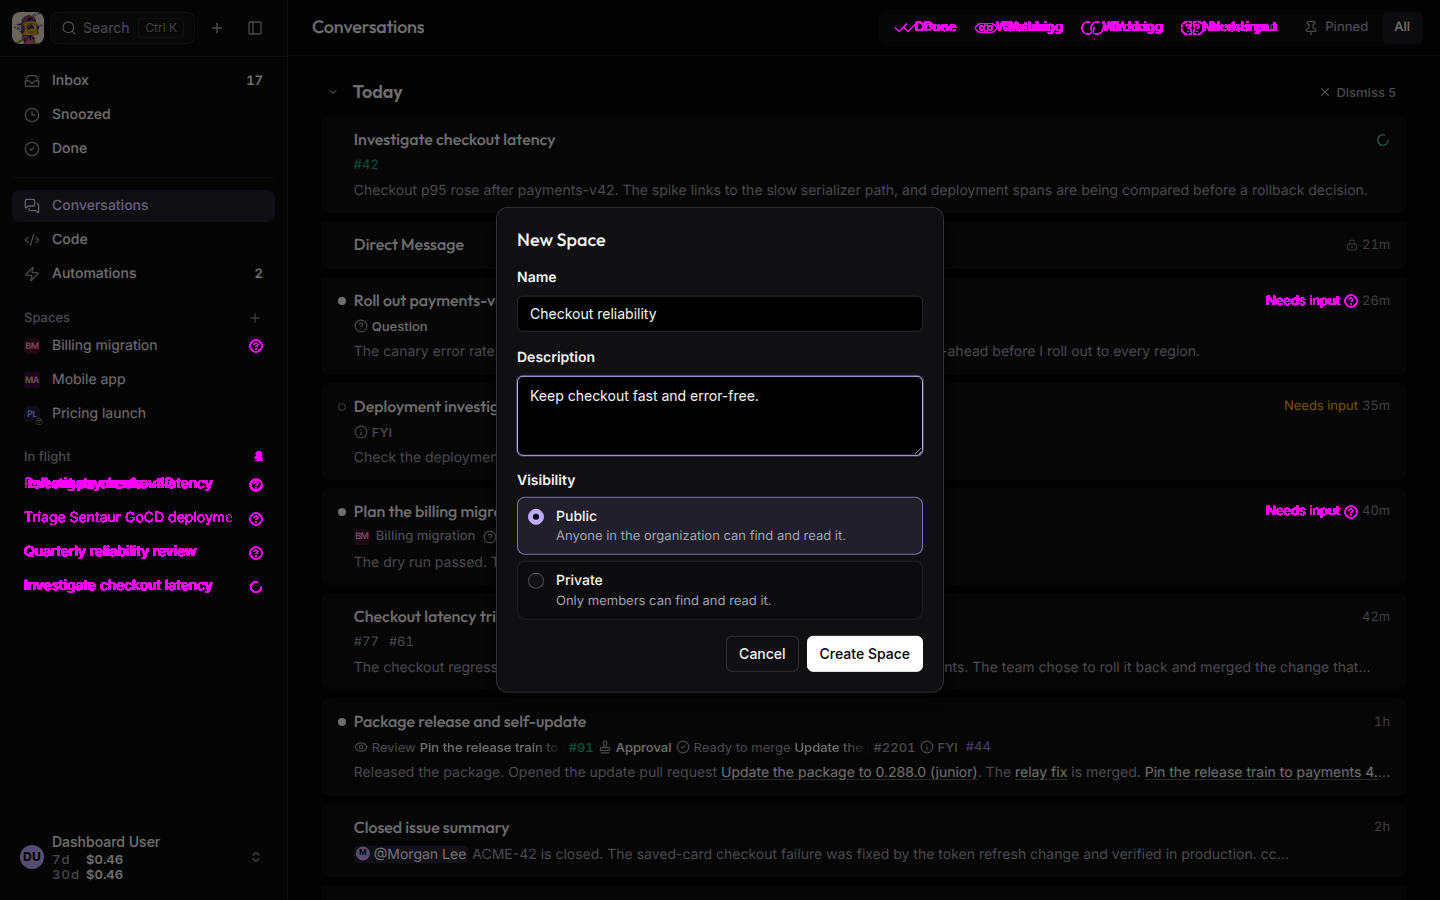 Search Ctrl K
Conversations
Pinned
All
Inbox 17
Snoozed
Done
Conversations
Code
Automations 2
Spaces
BM Billing migration
MA Mobile app
PL Pricing launch
In flight
Triage Sentaur GoCD deployme
Quarterly reliability review
Investigate checkout latency
Dashboard User
DU
7d $0.46
30d $0.46
Today
Dismiss 5
Investigate checkout latency
#42
Checkout p95 rose after payments-v42. The spike links to the slow serializer path, and deployment spans are being compared before a rollback decision.
Direct Message 21m
Roll out payments-v Needs input 26m
Question
The canary error rate -ahead before I roll out to every region.
Deployment investig Needs input 35m
FYI
Check the deploymen
Plan the billing migra Needs input 40m
BM Billing migration
The dry run passed. T
Checkout latency tri 42m
#77 #61
The checkout regress nts. The team chose to roll it back and merged the change that...
Package release and self-update 1h
Review Pin the release train to #91 Approval Ready to merge Update the #2201 FYI #44
Released the package. Opened the update pull request Update the package to 0.288.0 (junior). The relay fix is merged. Pin the release train to payments 4....
Closed issue summary 2h
M @Morgan Lee ACME-42 is closed. The saved-card checkout failure was fixed by the token refresh change and verified in production. cc...
New Space
Name
Checkout reliability
Description
Keep checkout fast and error-free.
Visibility
Public
Anyone in the organization can find and read it.
Private
Only members can find and read it.
Cancel
Create Space